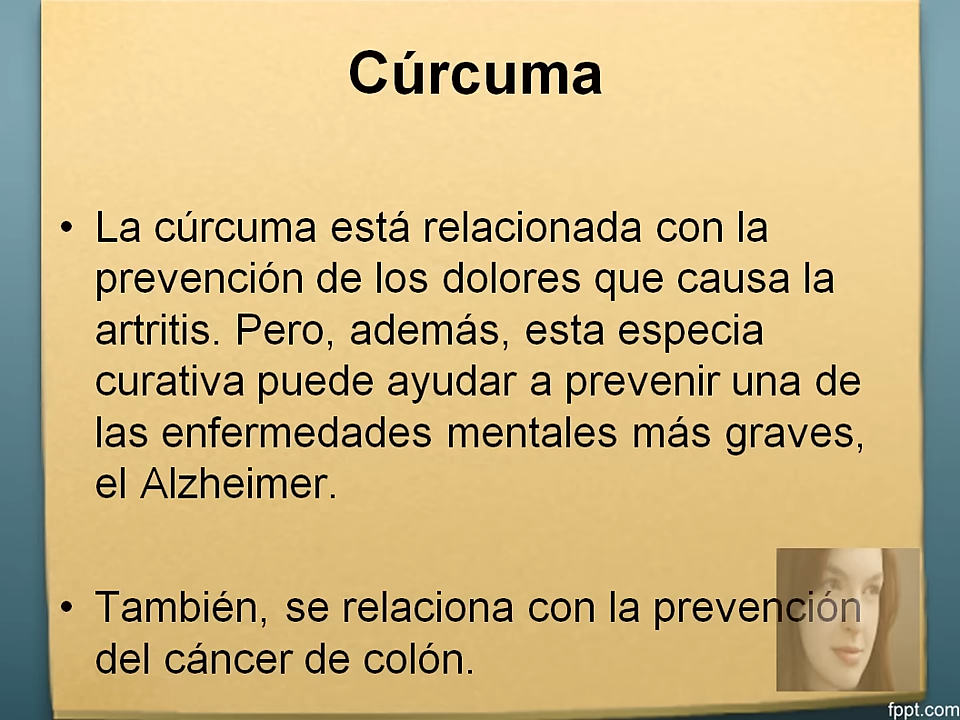 Cúrcuma
• La cúrcuma está relacionada con la
prevención de los dolores que causa la
artritis. Pero, además, esta especia
curativa puede ayudar a prevenir una de
las enfermedades mentales más graves,
el Alzheimer.
• También, se relaciona con la prevención
del cáncer de colón.
fppt.com